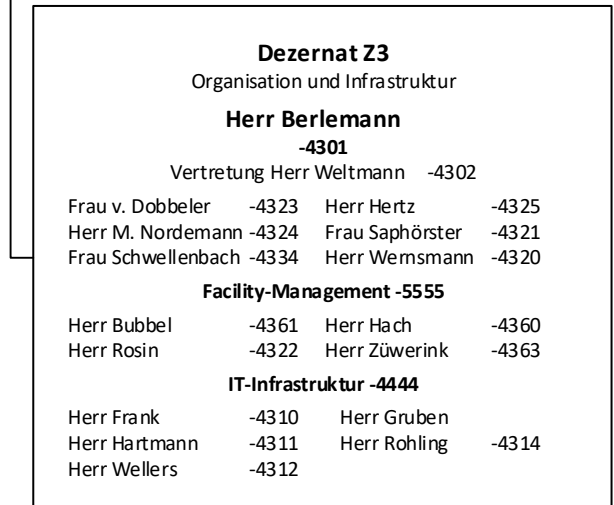 Dezernat Z3
Organisation und Infrastruktur
Herr Berlemann
-4301
Vertretung Herr Weltmann -4302
Frau v. Dobbeler -4323 Herr Hertz -4325
Herr M. Nordemann -4324 Frau Saphörster -4321
Frau Schwellenbach -4334 Herr Wernsmann -4320
Facility-Management -5555
Herr Bubbel -4361 Herr Hach -4360
Herr Rosin -4322 Herr Züwerink -4363
IT-Infrastruktur -4444
Herr Frank -4310 Herr Gruben
Herr Hartmann -4311 Herr Rohling -4314
Herr Wellers -4312